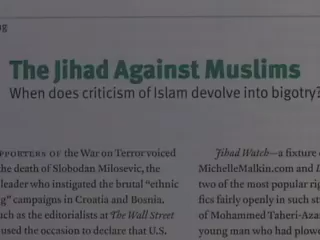 The Jihad Against Muslims
When does criticism of Islam devolve into bigotry?
PPORTERS of the War on Terror voiced
the death of Slobodan Milosevic, the
leader who instigated the brutal "ethnic
g" campaigns in Croatia and Bosnia.
uch as the editorialists at The Wall Street
used the occasion to declare that U.S.
Jihad Watch—a fixture o
MichelleMalkin.com and L
two of the most popular rig
fics fairly openly in such st
of Mohammed Taheri-Aza
young man who had plow